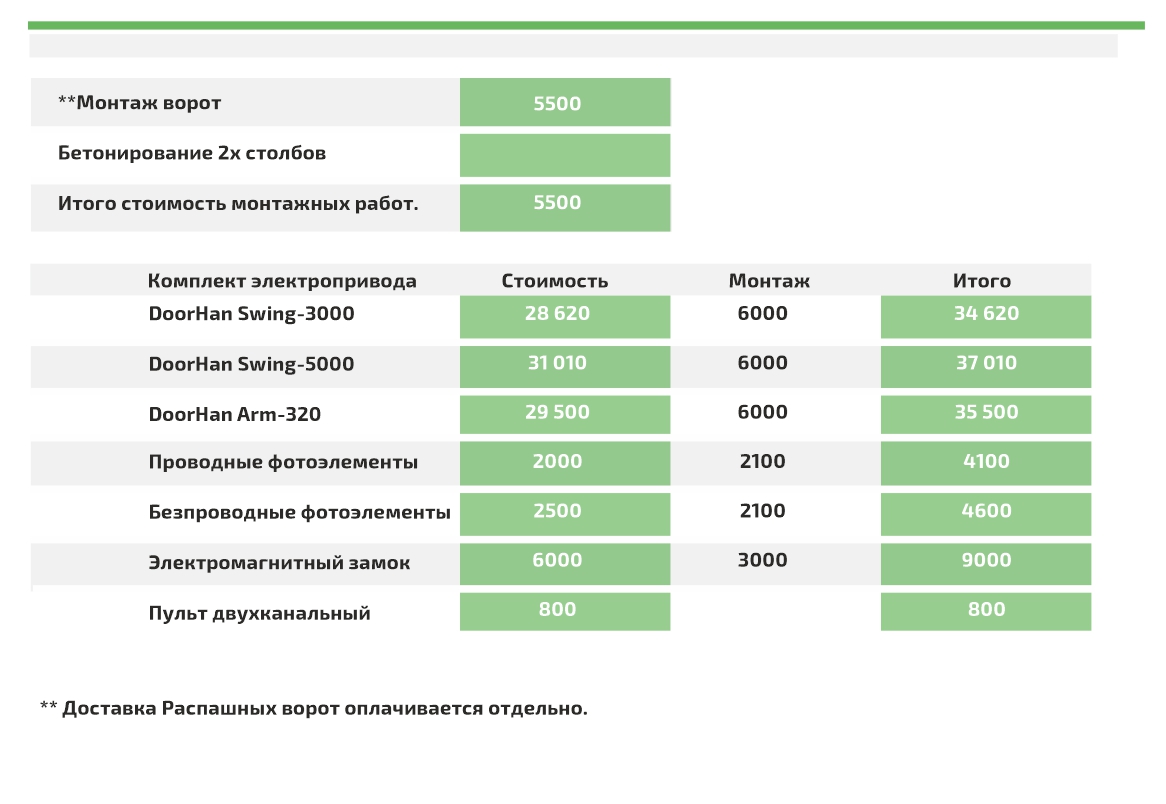 **Монтаж ворот 5500
Бетонирование 2х столбов
Итого стоимость монтажных работ. 5500
Комплект электропривода Стоимость Монтаж Итого
DoorHan Swing-3000 28 620 6000 34 620
DoorHan Swing-5000 31 010 6000 37 010
DoorHan Arm-320 29 500 6000 35 500
Проводные фотоэлементы 2000 2100 4100
Безпроводные фотоэлементы 2500 2100 4600
Электромагнитный замок 6000 3000 9000
Пульт двухканальный 800 800
** Доставка Распашных ворот оплачивается отдельно.